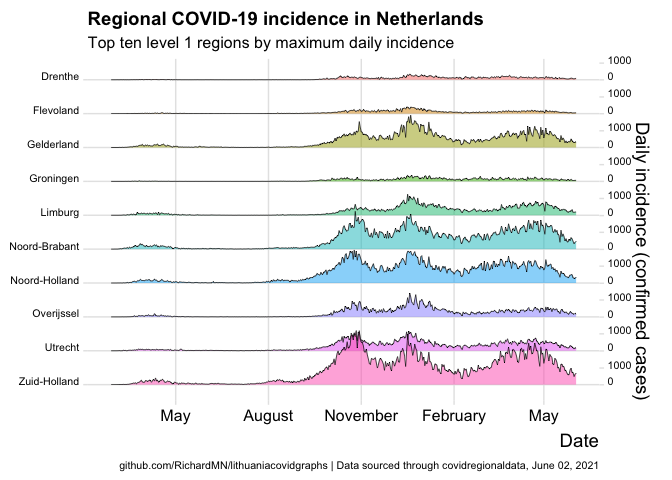 Regional COVID-19 incidence in Netherlands
Top ten level 1 regions by maximum daily incidence
Drenthe
Flevoland
Gelderland
Groningen
Limburg
Noord-Brabant
Noord-Holland
Overijssel
Utrecht
Zuid-Holland
1000
0
1000
0
1000
0
1000
0
1000
0
1000
0
1000
0
1000
0
1000
0
1000
0
Daily incidence (confirmed cases)
May August November February May
Date
github.com/RichardMN/lithuaniacovidgraphs | Data sourced through covidregionaldata, June 02, 2021